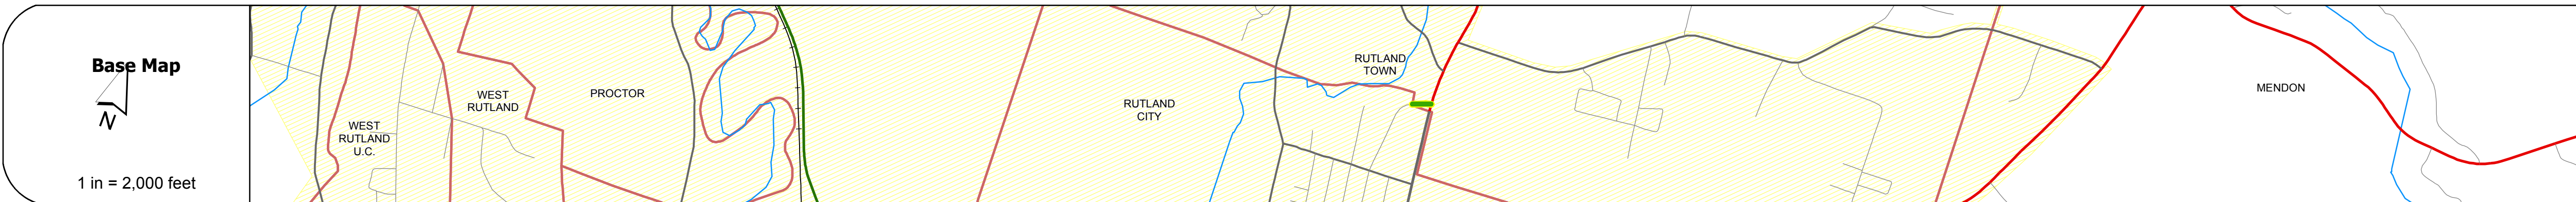 Base Map
N
1 in = 2,000 feet
WEST
RUTLAND
U.C.
WEST
RUTLAND
PROCTOR
RUTLAND
CITY
RUTLAND
TOWN
MENDON